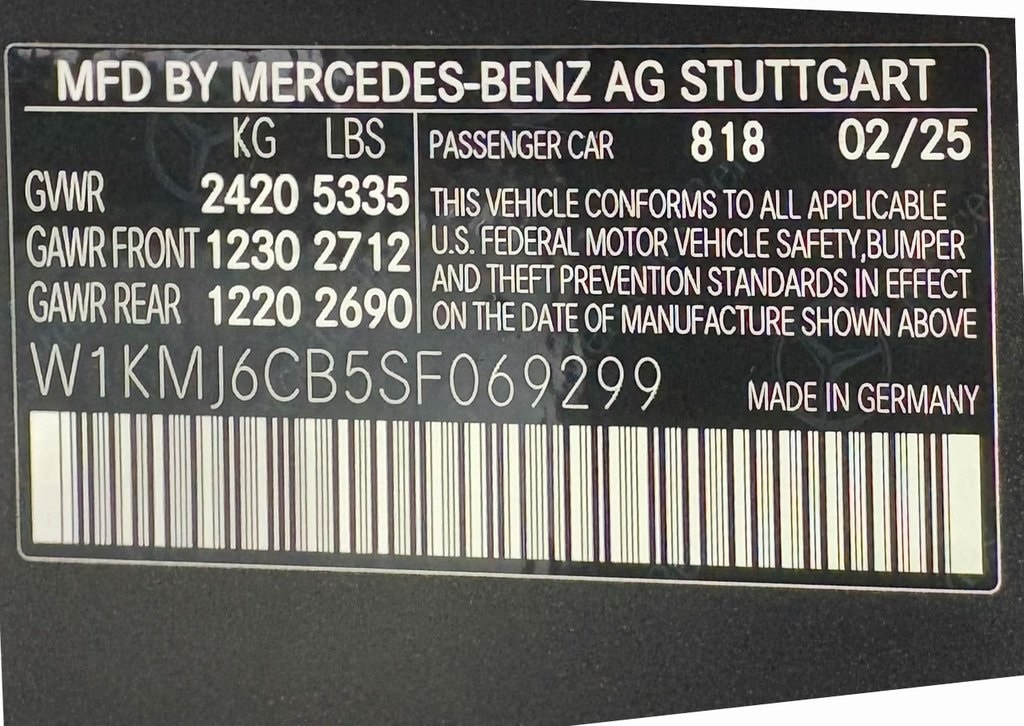 MFD BY MERCEDES-BENZ AG STUTTGART
KG LBS
GVWR 2420 5335
GAWR FRONT 1230 2712
GAWR REAR 1220 2690
PASSENGER CAR 818 02/25
THIS VEHICLE CONFORMS TO ALL APPLICABLE
U.S. FEDERAL MOTOR VEHICLE SAFETY,BUMPER
AND THEFT PREVENTION STANDARDS IN EFFECT
ON THE DATE OF MANUFACTURE SHOWN ABOVE
W1KMJ6CB5SF069299
MADE IN GERMANY